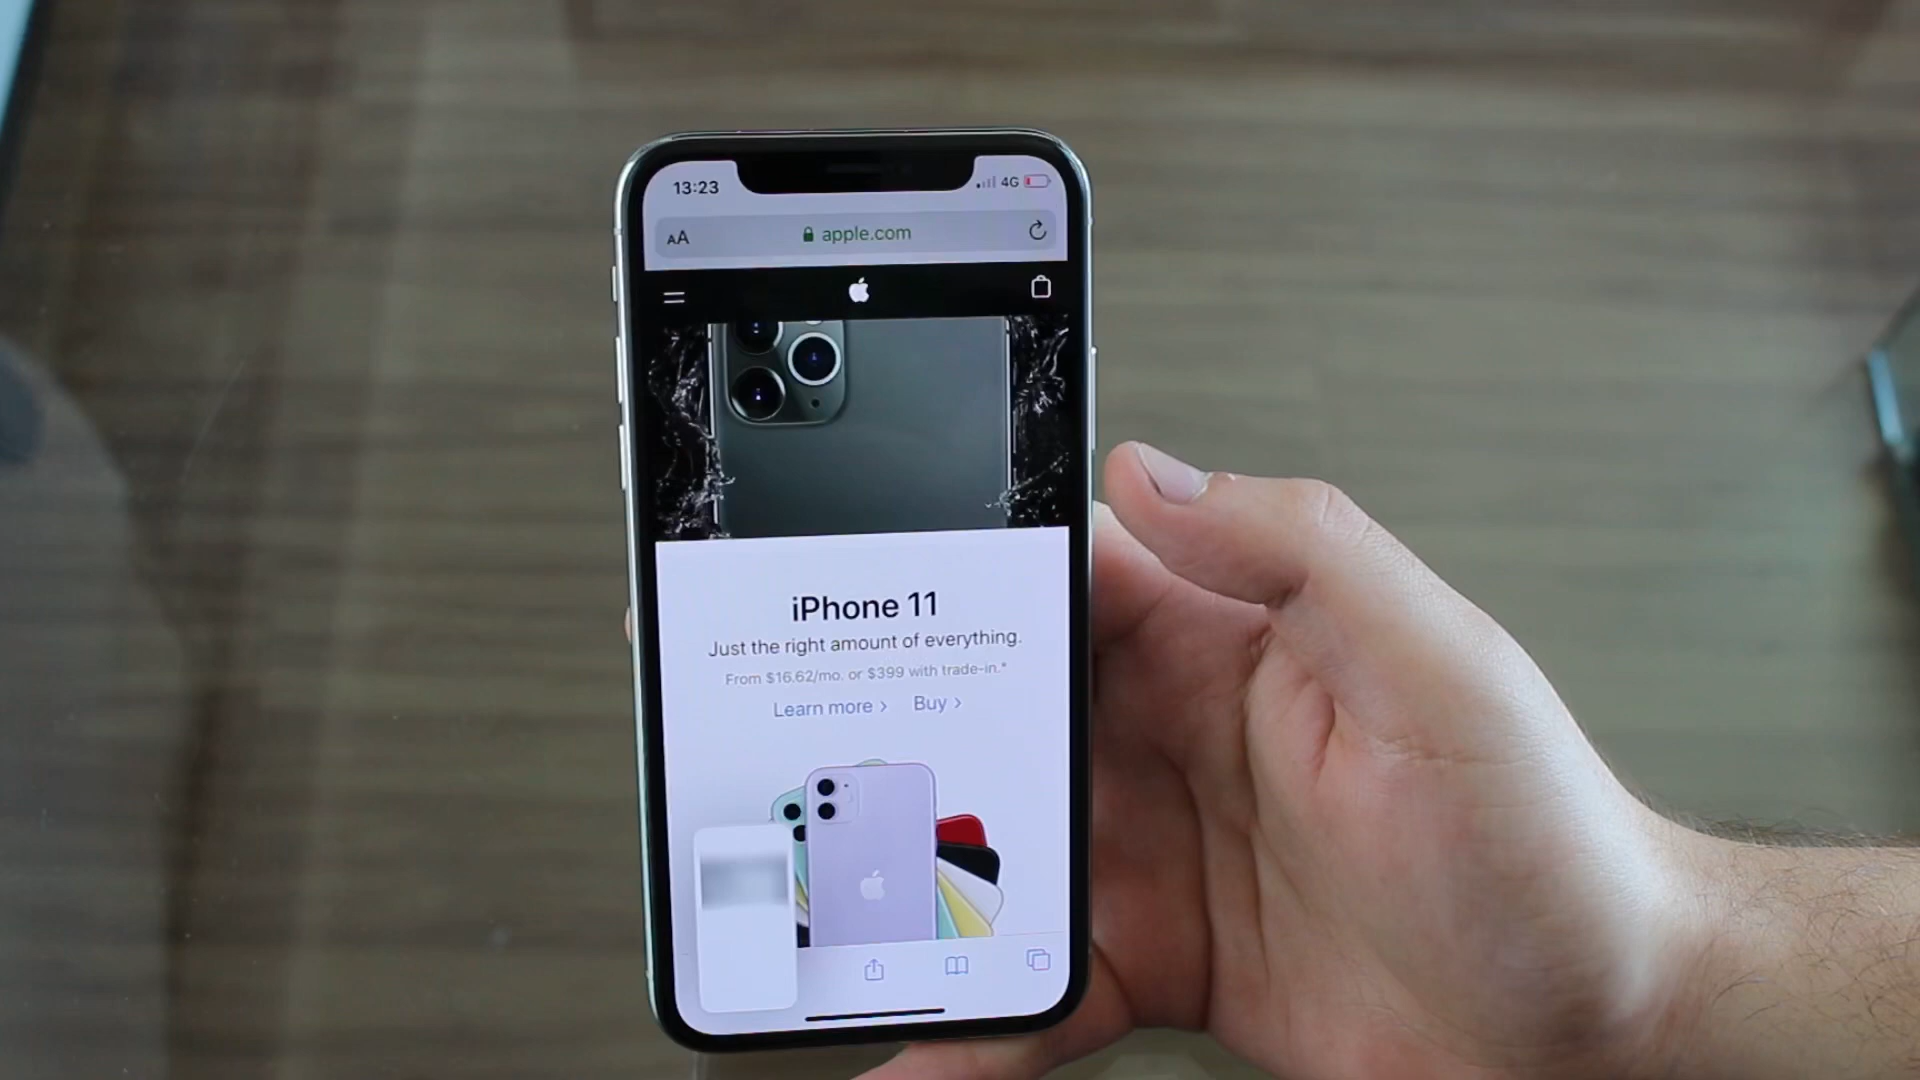 13:23
4G
AA
apple.com
iPhone 11
Just the right amount of everything.
From $16.62/mo. or $399 with trade-in.*
Learn more >
Buy >